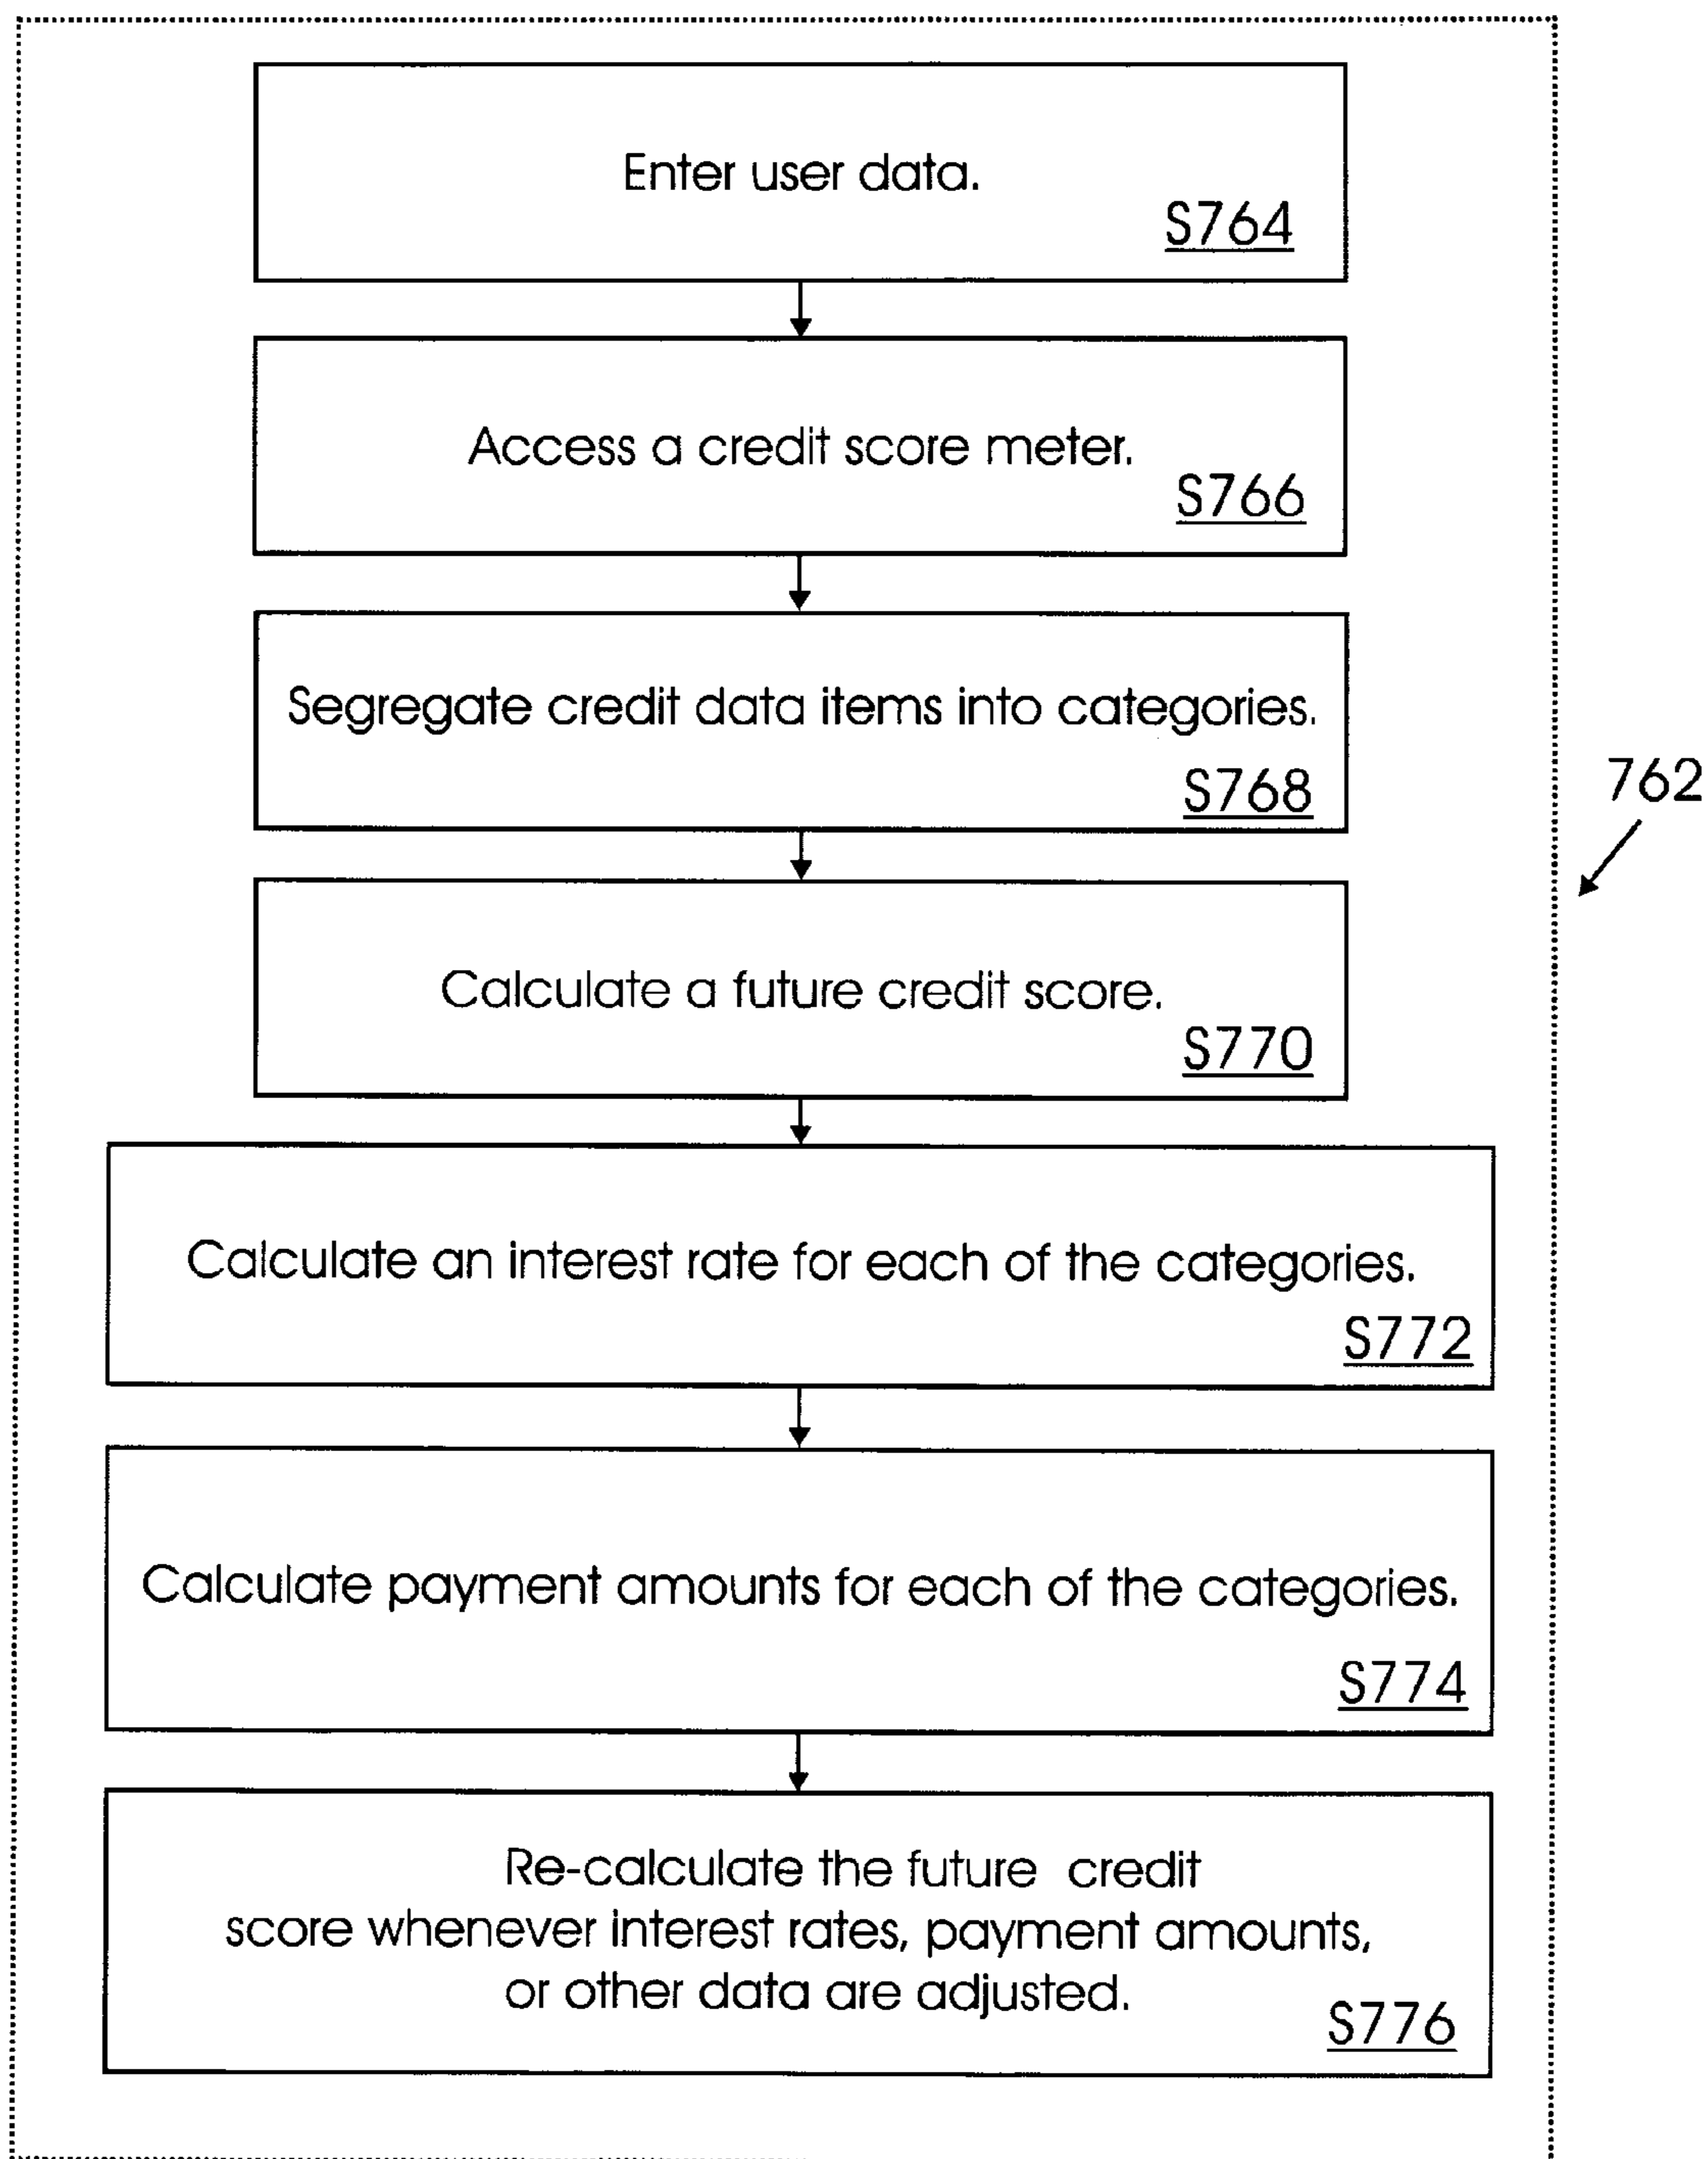 Enter user data.
S764
Access a credit score meter.
S766
Segregate credit data items into categories.
S768
762
Calculate a future credit score.
S770
Calculate an interest rate for each of the categories.
S772
Calculate payment amounts for each of the categories.
S774
Re-calculate the future credit
score whenever interest rates, payment amounts,
or other data are adjusted.
S776